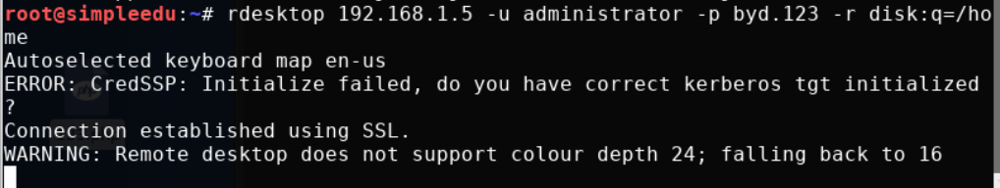 root@simpleedu:~# rdesktop 192.168.1.5 -u administrator -p byd.123 -r disk:q=/ho
me
Autoselected keyboard map en-us
ERROR: CredSSP: Initialize failed, do you have correct kerberos tgt initialized
?
Connection established using SSL.
WARNING: Remote desktop does not support colour depth 24; falling back to 16